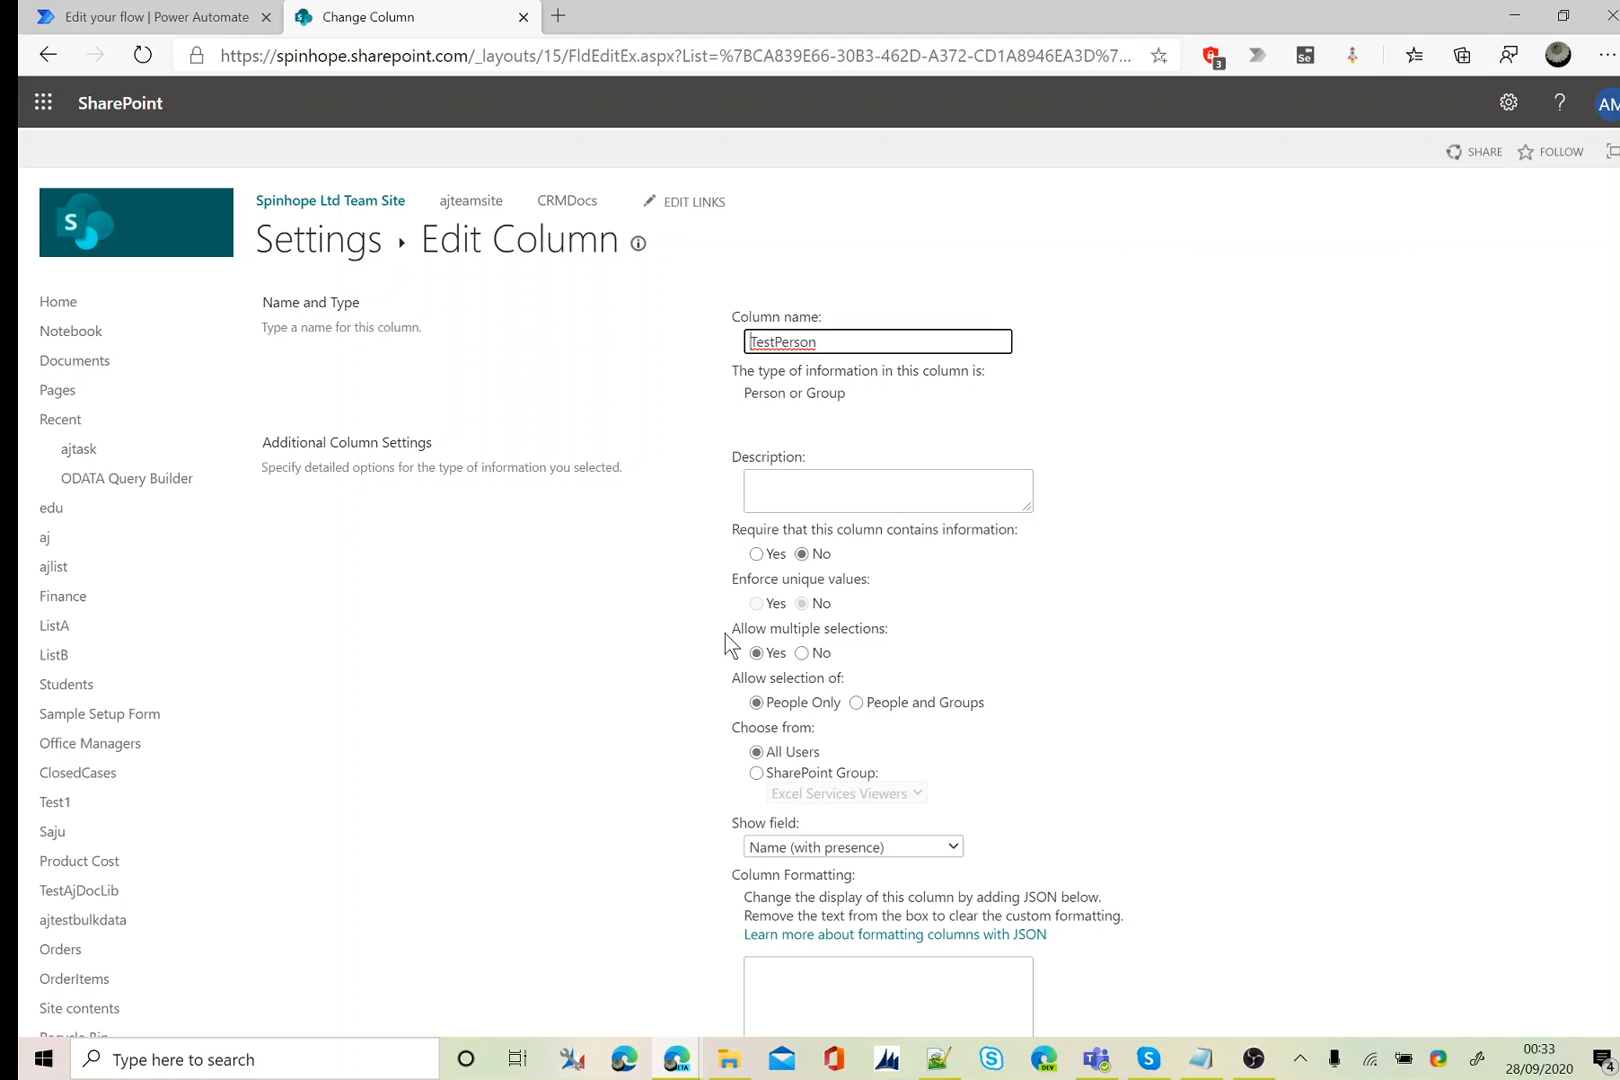 Edit your flow | Power Automate
Change Column
https://spinhope.sharepoint.com/_layouts/15/FldEditEx.aspx?List=%7BCA839E66-30B3-462D-A372-CD1A8946EA3D%7...
3
Se
SharePoint
?
AM
SHARE
FOLLOW
S
Spinhope Ltd Team Site
ajteamsite
CRMDocs
EDIT LINKS
Settings ▸ Edit Column
Home
Notebook
Documents
Pages
Recent
ajtask
ODATA Query Builder
edu
aj
ajlist
Finance
ListA
ListB
Students
Sample Setup Form
Office Managers
ClosedCases
Test1
Saju
Product Cost
TestAjDocLib
ajtestbulkdata
Orders
OrderItems
Site contents
Recycle Bin
Name and Type
Type a name for this column.
Additional Column Settings
Specify detailed options for the type of information you selected.
Column name:
TestPerson
The type of information in this column is:
Person or Group
Description:
Require that this column contains information:
Yes No
Enforce unique values:
Yes No
Allow multiple selections:
Yes No
Allow selection of:
People Only People and Groups
Choose from:
All Users
SharePoint Group:
Excel Services Viewers
Show field:
Name (with presence)
Column Formatting:
Change the display of this column by adding JSON below.
Remove the text from the box to clear the custom formatting.
Learn more about formatting columns with JSON
Type here to search
BETA
DEV
00:33
28/09/2020
4